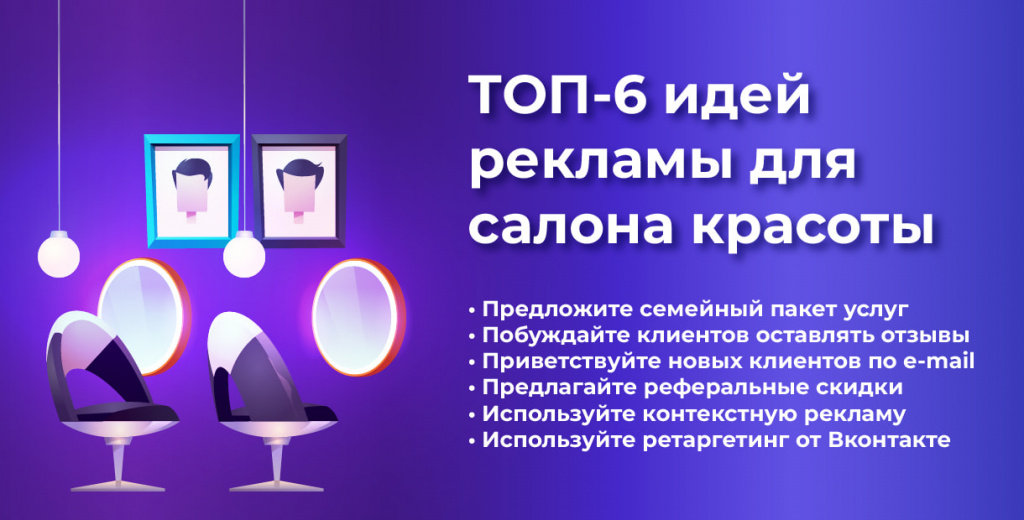 ТОП-6 идей
рекламы для
салона красоты
• Предложите семейный пакет услуг
• Побуждайте клиентов оставлять отзывы
• Приветствуйте новых клиентов по e-mail
• Предлагайте реферальные скидки
• Используйте контекстную рекламу
• Используйте ретаргетинг от Вконтакте